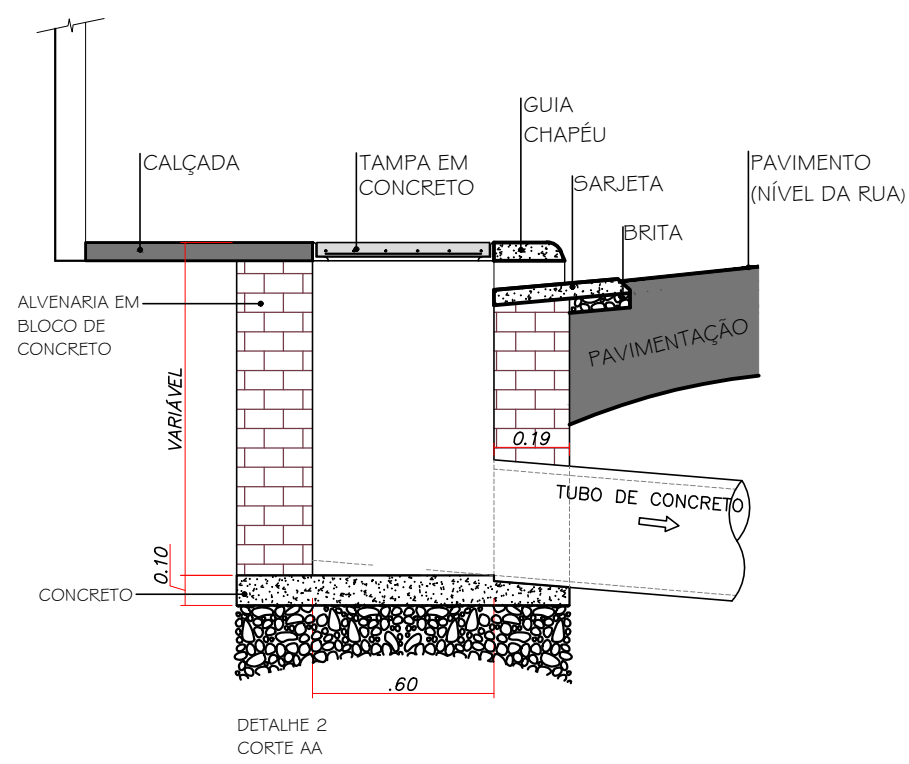 GUIA
CHAPÉU
CALÇADA
TAMPA EM
CONCRETO
PAVIMENTO
(NÍVEL DA RUA)
SARJETA
BRITA
ALVENARIA EM
BLOCO DE
CONCRETO
PAVIMENTAÇÃO
VARIÁVEL
0.19
TUBO DE CONCRETO
0.10
CONCRETO
.60
DETALHE 2
CORTE AA